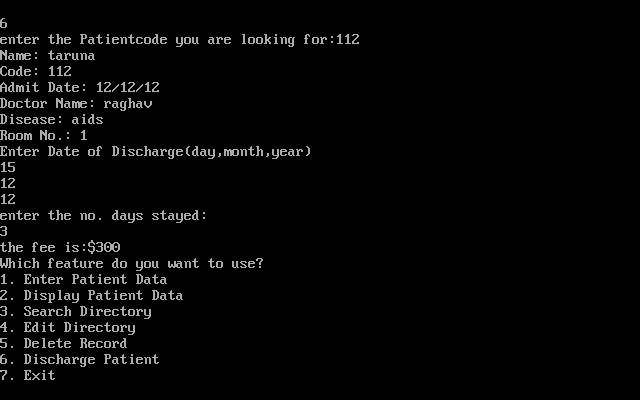 6
enter the Patientcode you are looking for:112
Name: taruna
Code: 112
Admit Date: 12/12/12
Doctor Name: raghav
Disease: aids
Room No.: 1
Enter Date of Discharge(day,month,year)
15
12
12
enter the no. days stayed:
3
the fee is:$300
Which feature do you want to use?
1. Enter Patient Data
2. Display Patient Data
3. Search Directory
4. Edit Directory
5. Delete Record
6. Discharge Patient
7. Exit